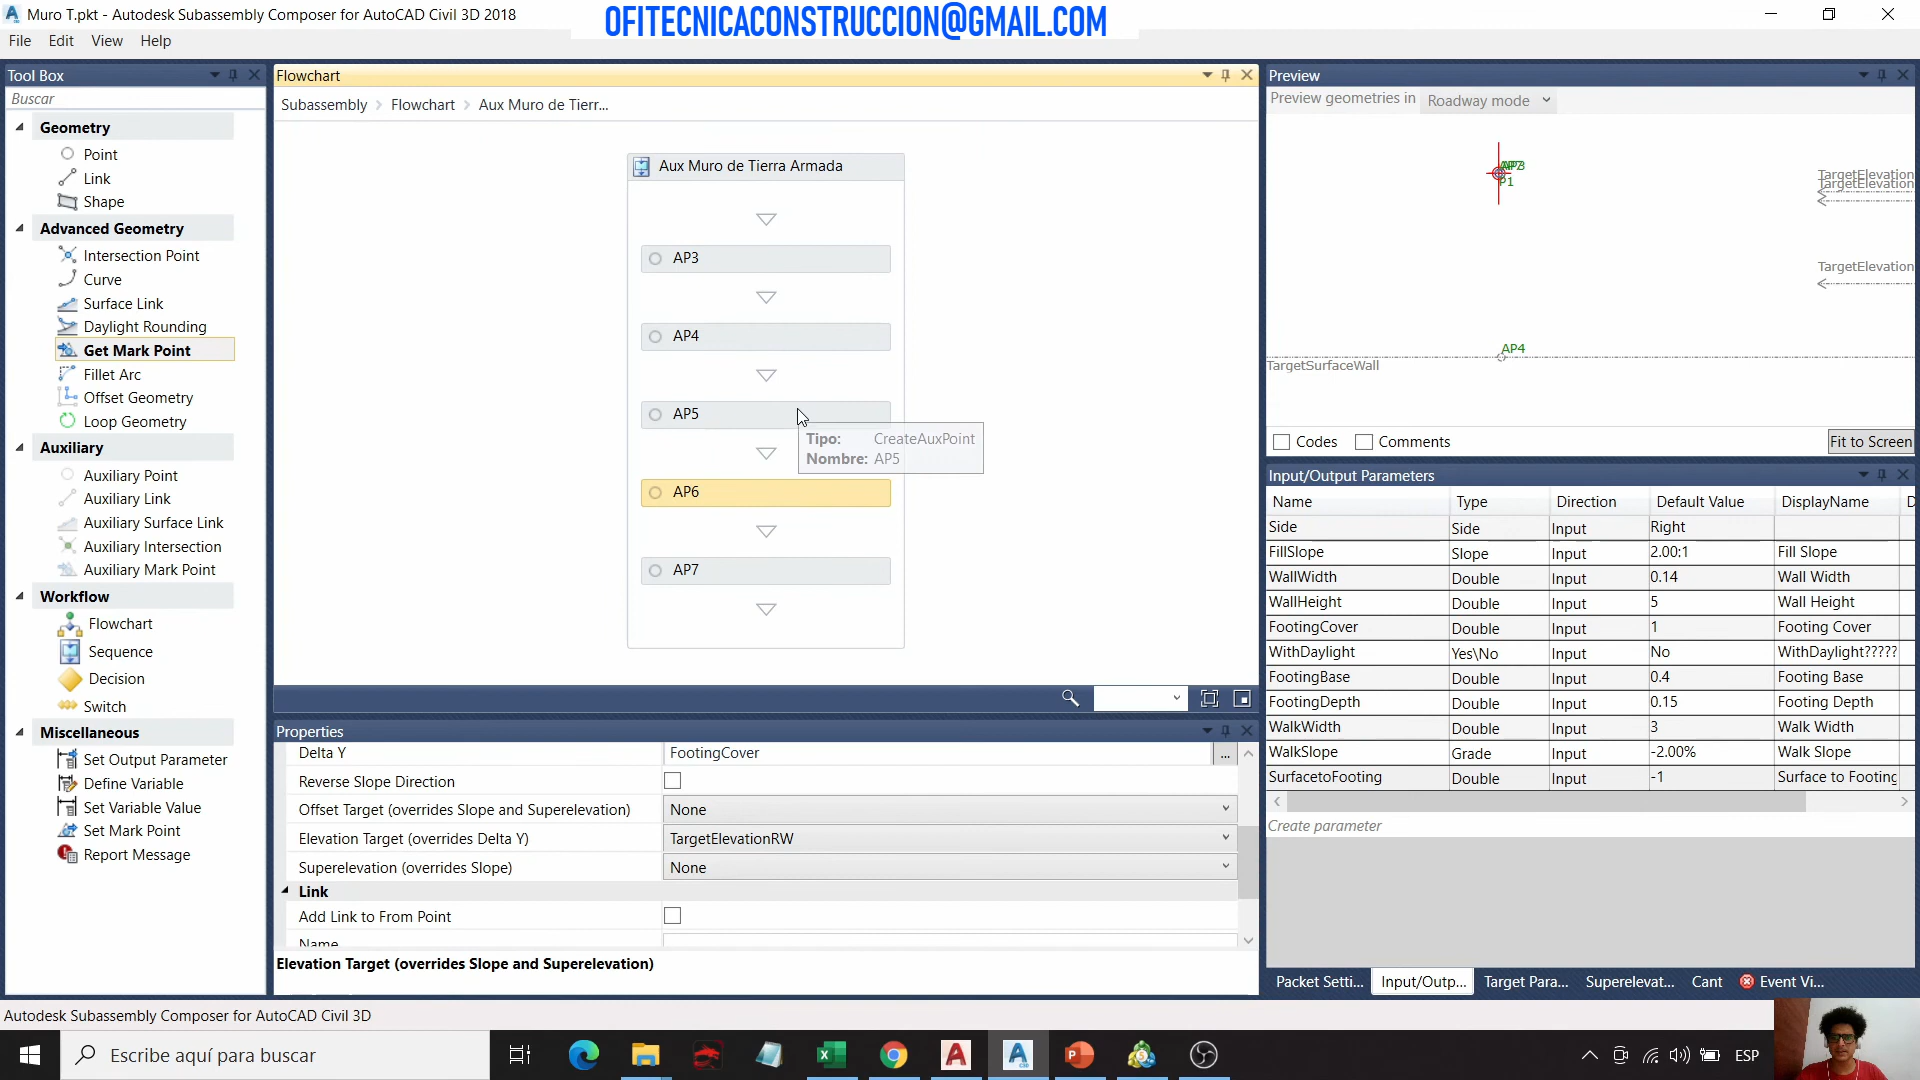 Muro T.pkt - Autodesk Subassembly Composer for AutoCAD Civil 3D 2018
OFITECNICACONSTRUCCION@GMAIL.COM
File Edit View Help
Tool Box
Buscar
Geometry
Point
Link
Shape
Advanced Geometry
Intersection Point
Curve
Surface Link
Daylight Rounding
Get Mark Point
Fillet Arc
Offset Geometry
Loop Geometry
Auxiliary
Auxiliary Point
Auxiliary Link
Auxiliary Surface Link
Auxiliary Intersection
Auxiliary Mark Point
Workflow
Flowchart
Sequence
Decision
Switch
Miscellaneous
Set Output Parameter
Define Variable
Set Variable Value
Set Mark Point
Report Message
Flowchart
Subassembly > Flowchart > Aux Muro de Tierr...
Aux Muro de Tierra Armada
AP3
AP4
AP5
Tipo: CreateAuxPoint
Nombre: AP5
AP6
AP7
Properties
Delta Y FootingCover ...
Reverse Slope Direction
Offset Target (overrides Slope and Superelevation) None
Elevation Target (overrides Delta Y) TargetElevationRW
Superelevation (overrides Slope) None
Link
Add Link to From Point
Name
Elevation Target (overrides Slope and Superelevation)
Preview
Preview geometries in Roadway mode
P1
TargetElevation
TargetElevation
TargetElevation
AP4
TargetSurfaceWall
Codes Comments Fit to Screen
Input/Output Parameters
Name Type Direction Default Value DisplayName D
Side Side Input Right
FillSlope Slope Input 2.00:1 Fill Slope
WallWidth Double Input 0.14 Wall Width
WallHeight Double Input 5 Wall Height
FootingCover Double Input 1 Footing Cover
WithDaylight Yes\No Input No WithDaylight?????
FootingBase Double Input 0.4 Footing Base
FootingDepth Double Input 0.15 Footing Depth
WalkWidth Double Input 3 Walk Width
WalkSlope Grade Input -2.00% Walk Slope
SurfacetoFooting Double Input -1 Surface to Footing
Create parameter
Packet Setti... Input/Outp... Target Para... Superelevat... Cant Event Vi...
Autodesk Subassembly Composer for AutoCAD Civil 3D
Escribe aquí para buscar
ESP